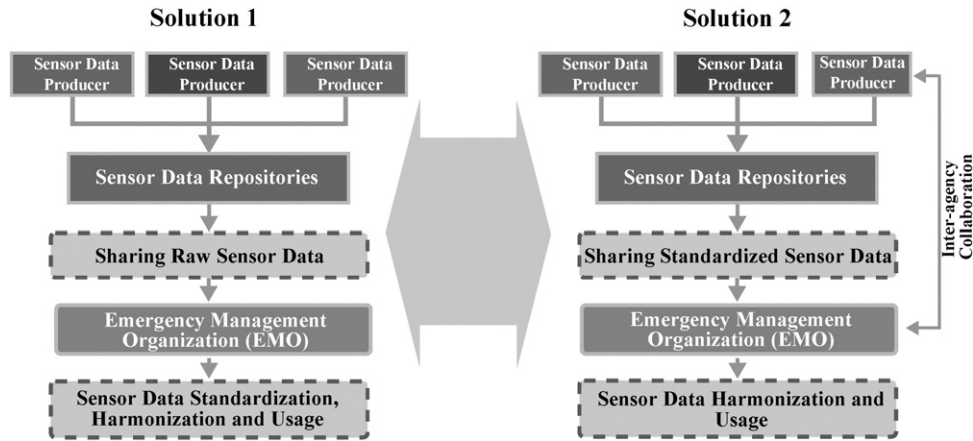 Solution 1
Sensor Data
Producer
Sensor Data
Producer
Sensor Data
Producer
Sensor Data Repositories
Sharing Raw Sensor Data
Emergency Management
Organization (EMO)
Sensor Data Standardization,
Harmonization and Usage
Solution 2
Sensor Data
Producer
Sensor Data
Producer
Sensor Data
Producer
Sensor Data Repositories
Sharing Standardized Sensor Data
Emergency Management
Organization (EMO)
Sensor Data Harmonization and
Usage
Inter-agency
Collaboration